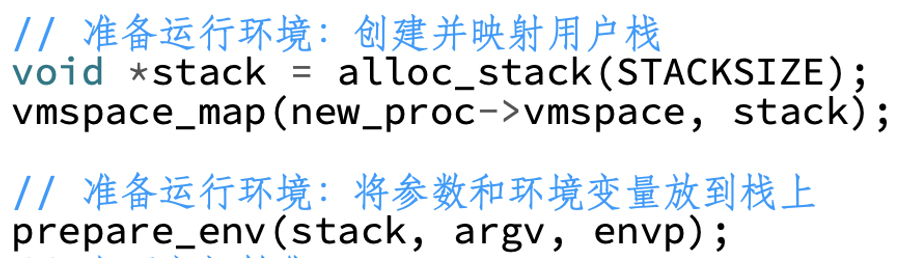 // 准备运行环境：创建并映射用户栈
void *stack = alloc_stack(STACKSIZE);
vmspace_map(new_proc->vmspace, stack);
// 准备运行环境：将参数和环境变量放到栈上
prepare_env(stack, argv, envp);